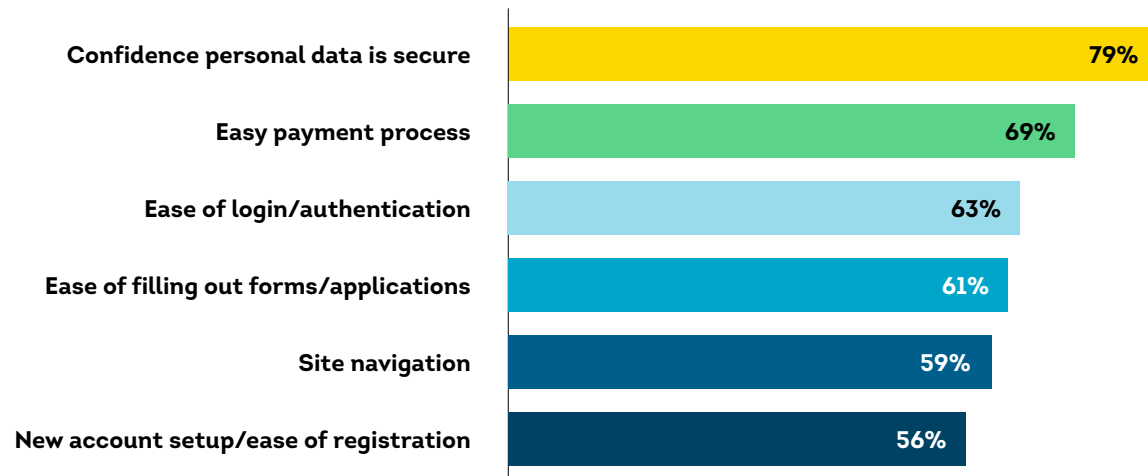 Confidence personal data is secure 79%
Easy payment process 69%
Ease of login/authentication 63%
Ease of filling out forms/applications 61%
Site navigation 59%
New account setup/ease of registration 56%